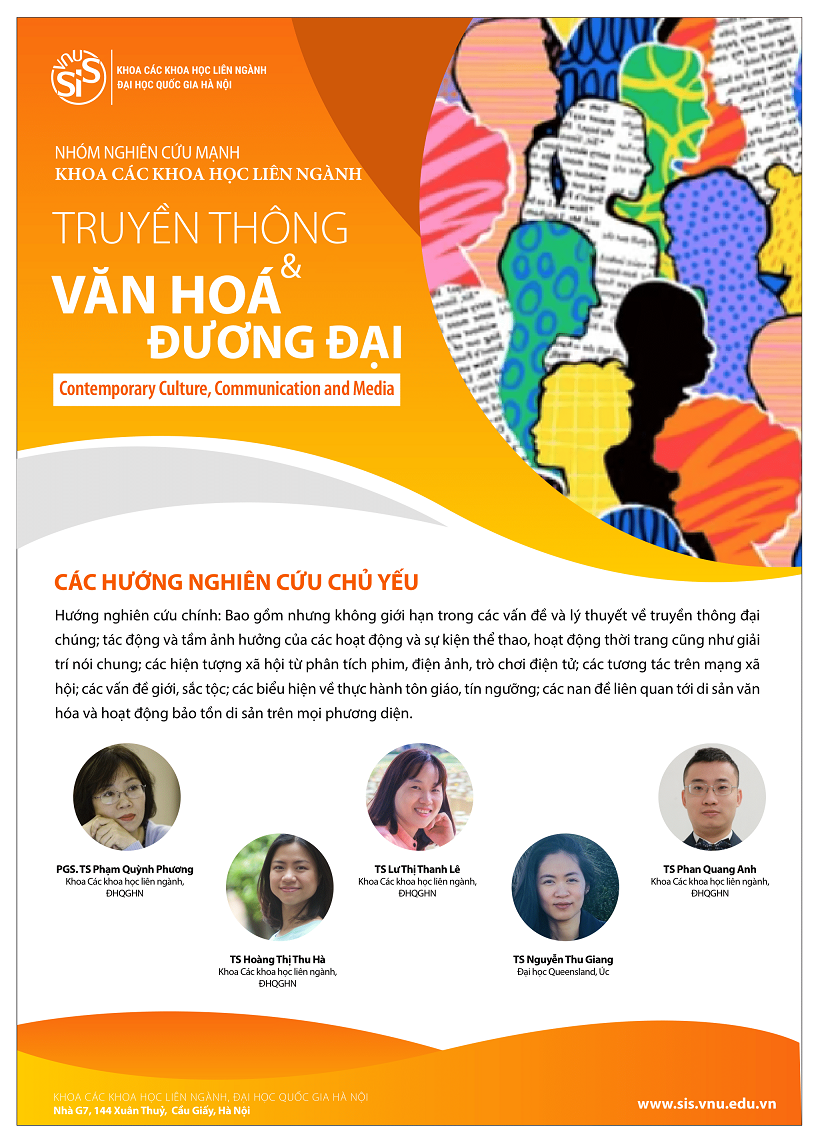 VNU
SiS
KHOA CÁC KHOA HỌC LIÊN NGÀNH
ĐẠI HỌC QUỐC GIA HÀ NỘI
NHÓM NGHIÊN CỨU MẠNH
KHOA CÁC KHOA HỌC LIÊN NGÀNH
TRUYỀN THÔNG
&
VĂN HOÁ
ĐƯƠNG ĐẠI
Contemporary Culture, Communication and Media
CÁC HƯỚNG NGHIÊN CỨU CHỦ YẾU
Hướng nghiên cứu chính: Bao gồm nhưng không giới hạn trong các vấn đề và lý thuyết về truyền thông đại
chúng; tác động và tầm ảnh hưởng của các hoạt động và sự kiện thể thao, hoạt động thời trang cũng như giải
trí nói chung; các hiện tượng xã hội từ phân tích phim, điện ảnh, trò chơi điện tử; các tương tác trên mạng xã
hội; các vấn đề giới, sắc tộc; các biểu hiện về thực hành tôn giáo, tín ngưỡng; các nan đề liên quan tới di sản văn
hóa và hoạt động bảo tồn di sản trên mọi phương diện.
PGS. TS Phạm Quỳnh Phương
Khoa Các khoa học liên ngành,
ĐHQGHN
TS Lư Thị Thanh Lê
Khoa Các khoa học liên ngành,
ĐHQGHN
TS Phan Quang Anh
Khoa Các khoa học liên ngành,
ĐHQGHN
TS Hoàng Thị Thu Hà
Khoa Các khoa học liên ngành,
ĐHQGHN
TS Nguyễn Thu Giang
Đại học Queensland, Úc
KHOA CÁC KHOA HỌC LIÊN NGÀNH, ĐẠI HỌC QUỐC GIA HÀ NỘI
Nhà G7, 144 Xuân Thuỷ, Cầu Giấy, Hà Nội
www.sis.vnu.edu.vn